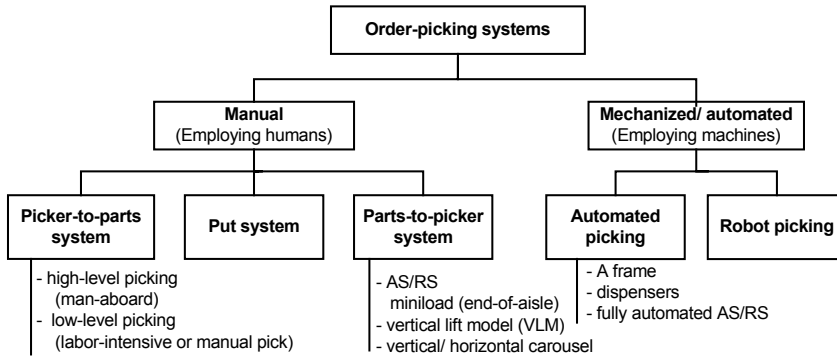 Order-picking systems
Manual
(Employing humans)
Mechanized/ automated
(Employing machines)
Picker-to-parts
system
Put system
Parts-to-picker
system
Automated
picking
Robot picking
- high-level picking
(man-aboard)
- low-level picking
(labor-intensive or manual pick)
- AS/RS
miniload (end-of-aisle)
- vertical lift model (VLM)
- vertical/ horizontal carousel
- A frame
- dispensers
- fully automated AS/RS